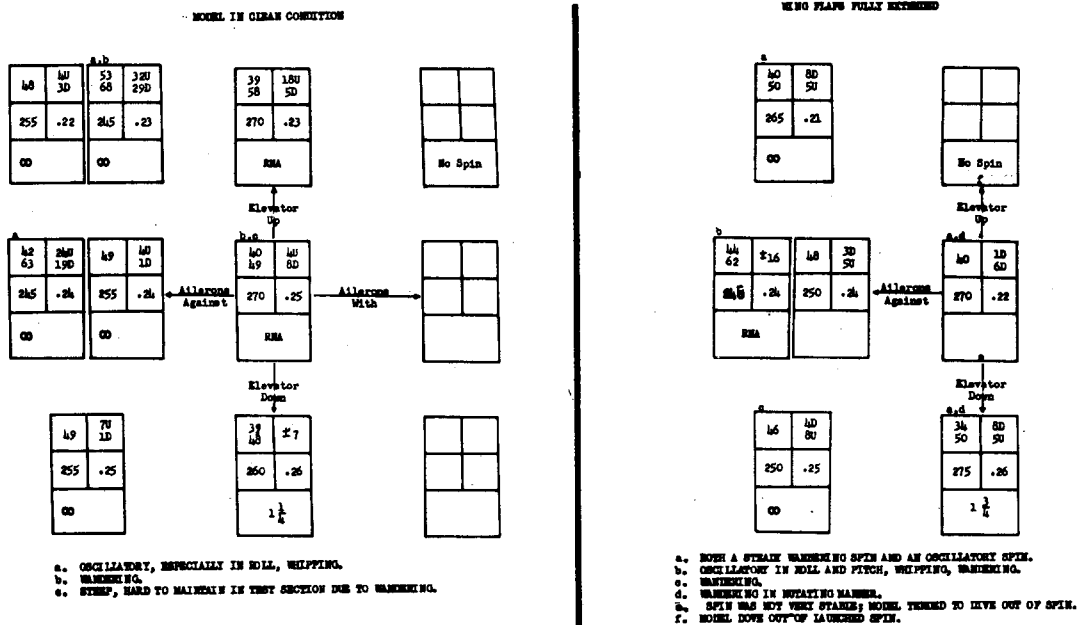 MODEL IN CLEAN CONDITION
a,b
48 4U 3D
53 68 32U 29D
39 58 18U 5D
255 .22
245 .23
270 .23
∞
∞
RNA
No Spin
Elevator Up
a
b,c
42 63 24U 19D
49 4U 1D
40 49 4U 8D
245 .24
255 .24
Ailerons Against
270 .25
Ailerons With
∞
∞
RNA
Elevator Down
49 7U 1D
39 48 ±7
255 .25
260 .26
∞
1 3/4
a. OSCILLATORY, ESPECIALLY IN ROLL, WHIPPING.
b. WANDERING.
c. STEEP, HARD TO MAINTAIN IN TEST SECTION DUE TO WANDERING.
WING FLAPS FULLY EXTENDED
a
40 50 8D 5U
265 .21
∞
No Spin
f
Elevator Up
b
a,d
44 62 ±16
48 3D 5U
40 1D 6D
.24
250 .24
Ailerons Against
270 .22
RNA
Elevator Down
46 4D 8U
34 50 8D 5U
250 .25
275 .26
∞
1 3/4
a. BOTH A STEADY WANDERING SPIN AND AN OSCILLATORY SPIN.
b. OSCILLATORY IN ROLL AND PITCH, WHIPPING, WANDERING.
c. WANDERING.
d. WANDERING IN NUTATING MANNER.
e. SPIN WAS NOT VERY STABLE; MODEL TENDED TO DIVE OUT OF SPIN.
f. MODEL DOVE OUT OF LAUNCHED SPIN.